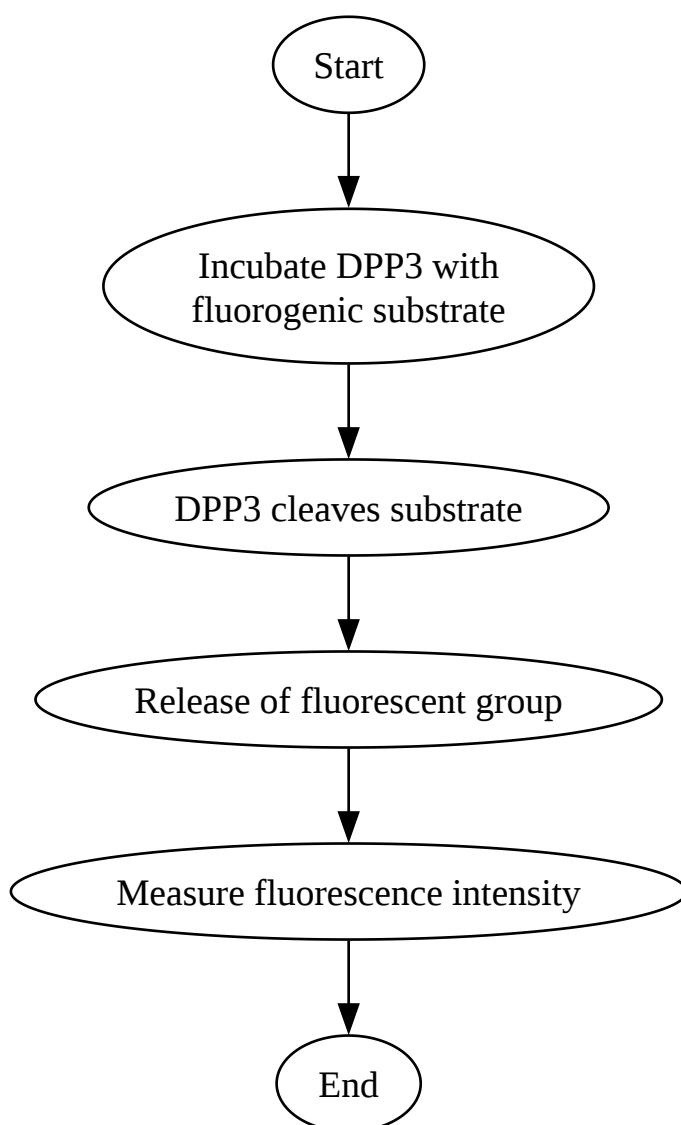 Start
Incubate DPP3 with
fluorogenic substrate
DPP3 cleaves substrate
Release of fluorescent group
Measure fluorescence intensity
End